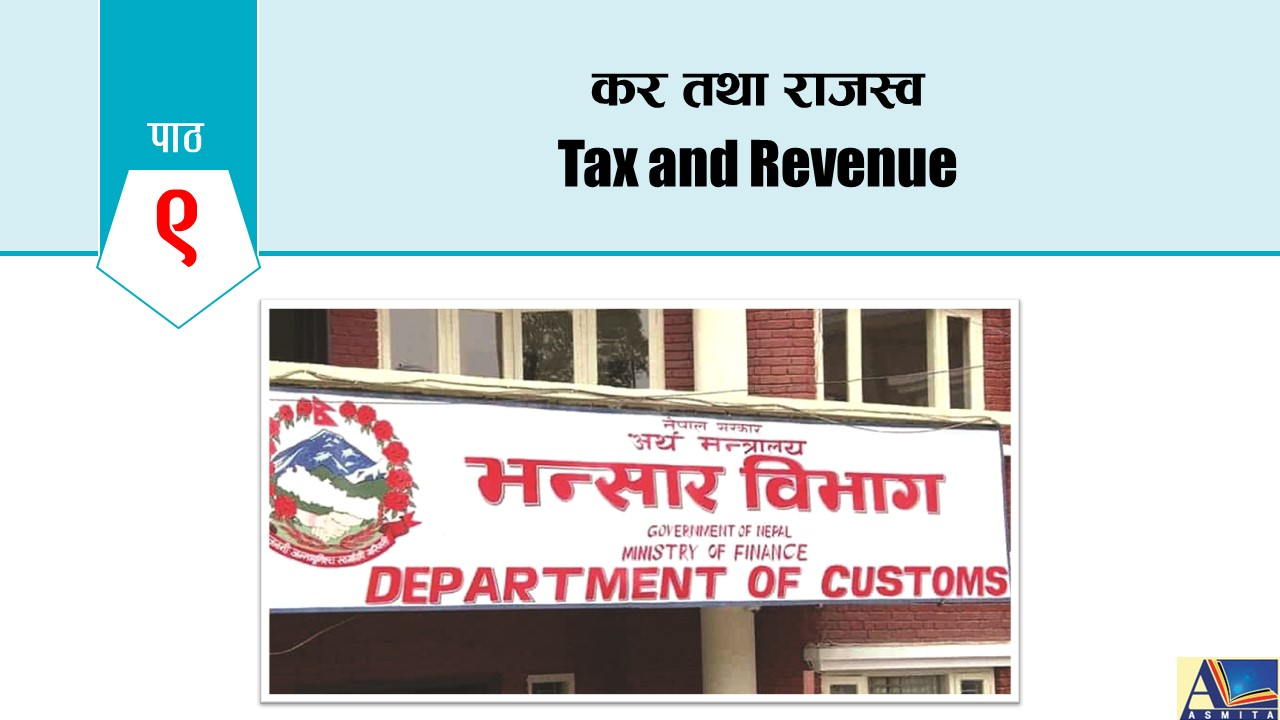 पाठ
९
कर तथा राजस्व
Tax and Revenue
नेपाल सरकार
अर्थ मन्त्रालय
भन्सार विभाग
GOVERNMENT OF NEPAL
MINISTRY OF FINANCE
DEPARTMENT OF CUSTOMS
ASMITA